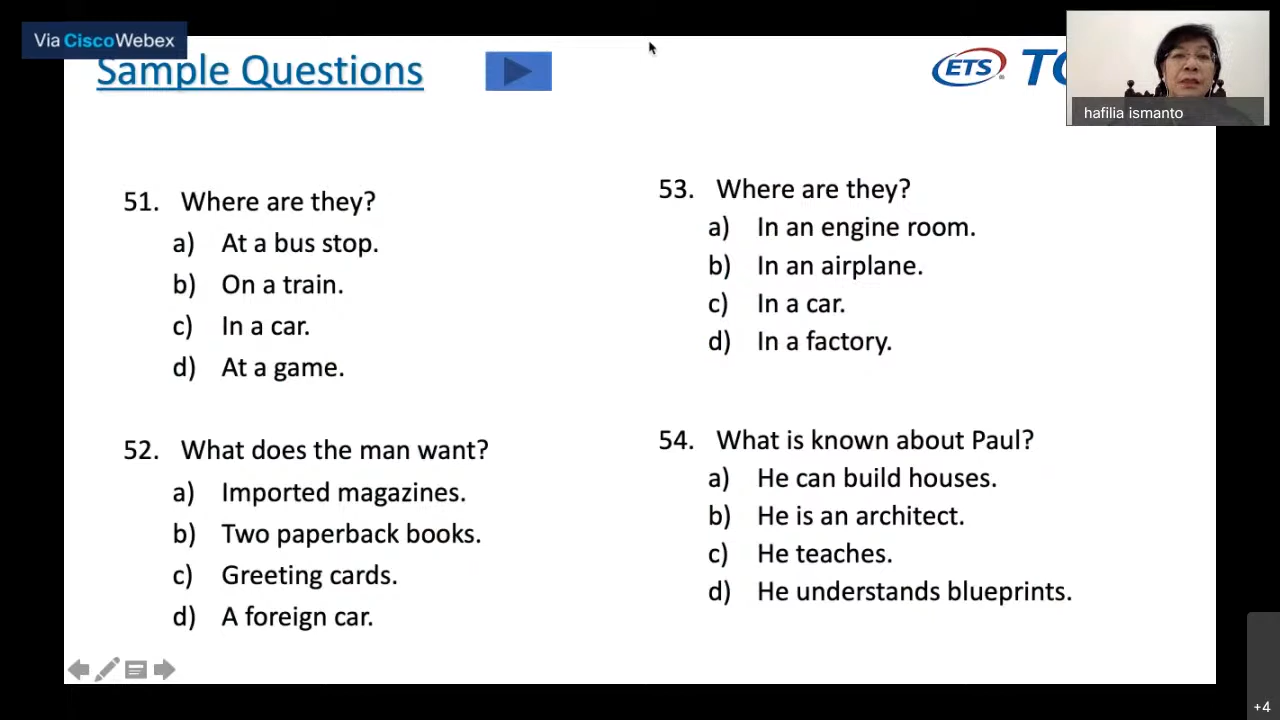 Via CiscoWebex
Sample Questions
ETS
hafilia ismanto
51. Where are they?
a) At a bus stop.
b) On a train.
c) In a car.
d) At a game.
52. What does the man want?
a) Imported magazines.
b) Two paperback books.
c) Greeting cards.
d) A foreign car.
53. Where are they?
a) In an engine room.
b) In an airplane.
c) In a car.
d) In a factory.
54. What is known about Paul?
a) He can build houses.
b) He is an architect.
c) He teaches.
d) He understands blueprints.
+4